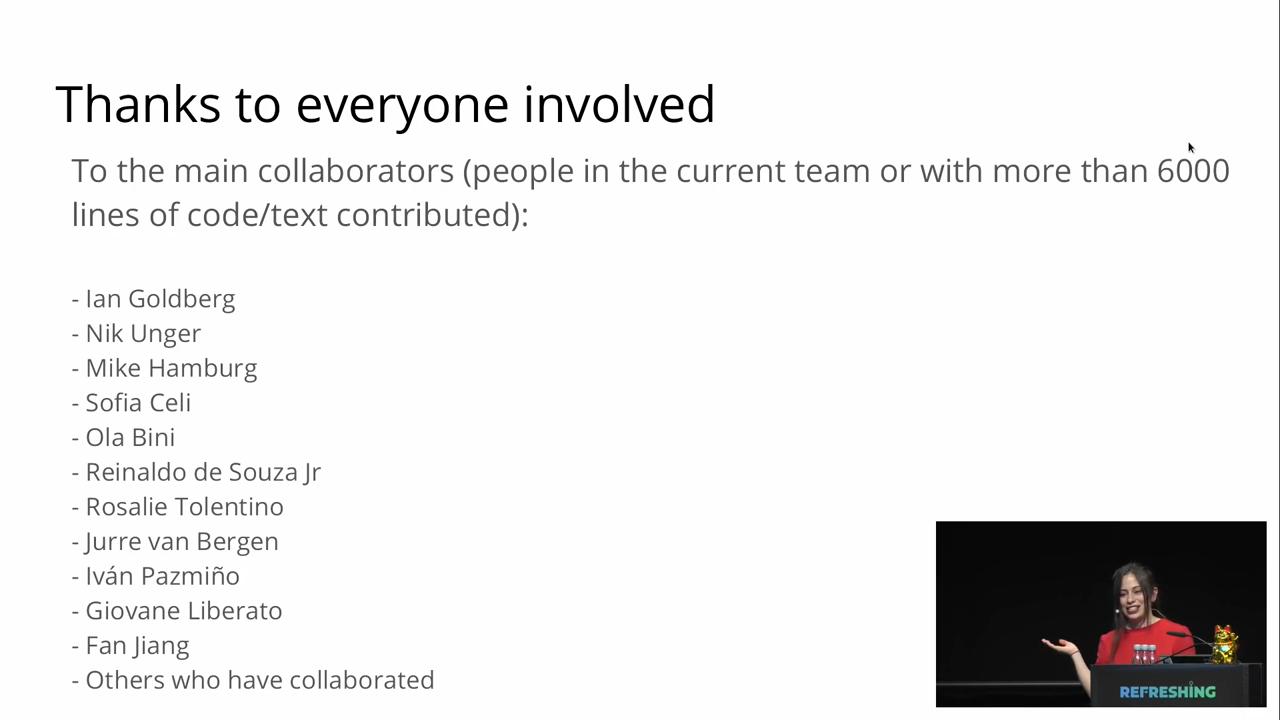 Thanks to everyone involved
To the main collaborators (people in the current team or with more than 6000
lines of code/text contributed):
- Ian Goldberg
- Nik Unger
- Mike Hamburg
- Sofia Celi
- Ola Bini
- Reinaldo de Souza Jr
- Rosalie Tolentino
- Jurre van Bergen
- Iván Pazmiño
- Giovane Liberato
- Fan Jiang
- Others who have collaborated
REFRESHING